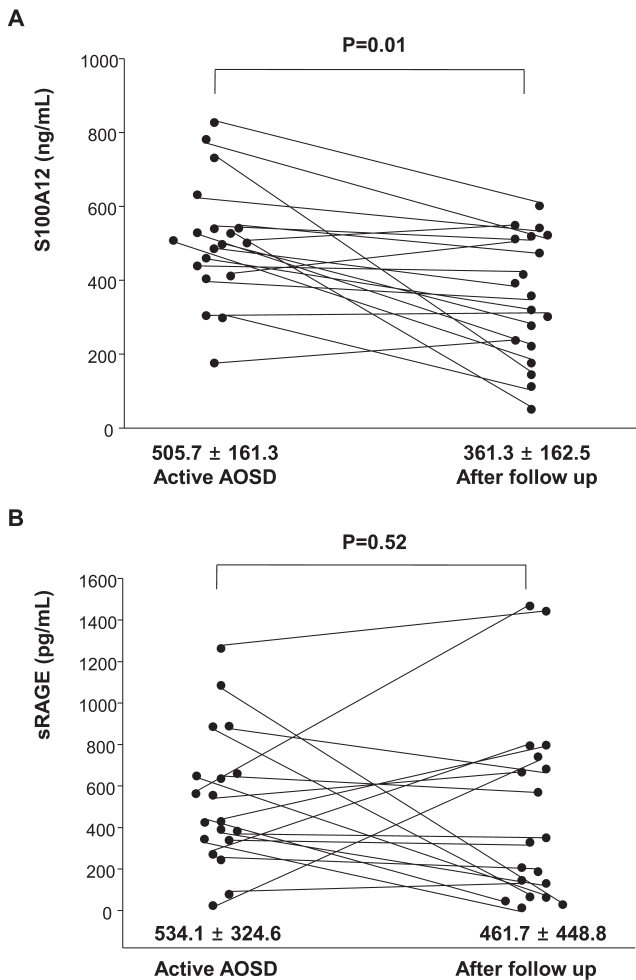 A
P=0.01
S100A12 (ng/mL)
1000
800
600
400
200
0
505.7 ± 161.3
361.3 ± 162.5
Active AOSD
After follow up
B
P=0.52
sRAGE (pg/mL)
1600
1400
1200
1000
800
600
400
200
0
534.1 ± 324.6
461.7 ± 448.8
Active AOSD
After follow up